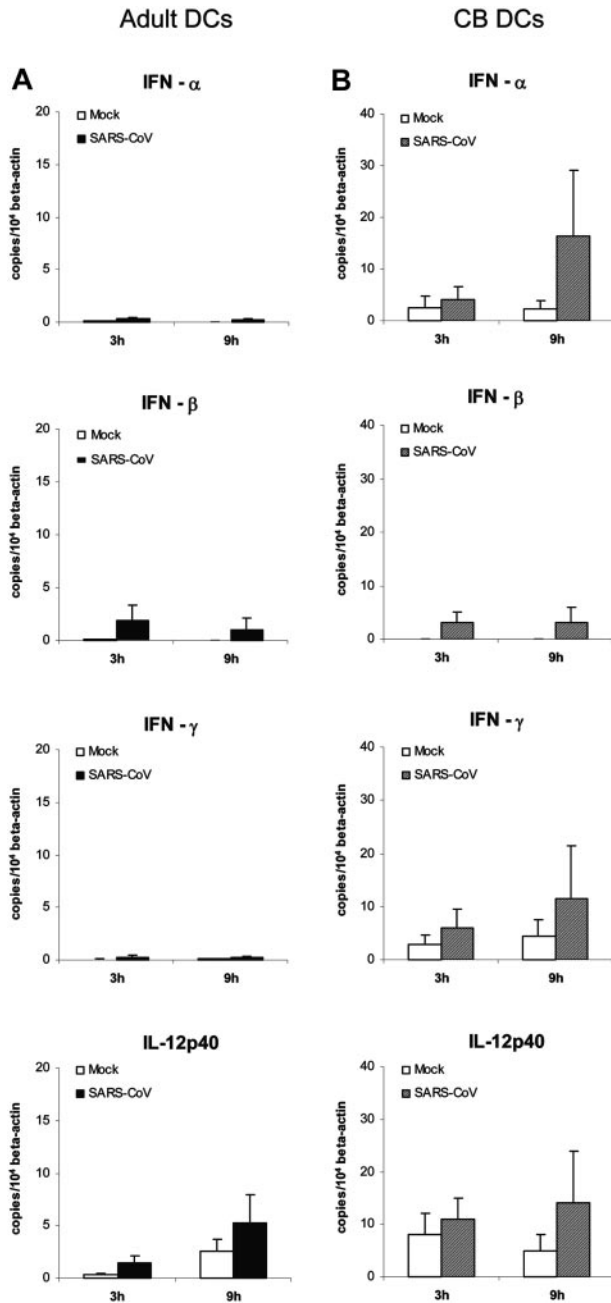 Adult DCs
CB DCs
A
IFN - α
Mock
SARS-CoV
copies/10⁴ beta-actin
20
15
10
5
0
3h
9h
B
IFN - α
Mock
SARS-CoV
copies/10⁴ beta-actin
40
30
20
10
0
3h
9h
IFN - β
Mock
SARS-CoV
copies/10⁴ beta-actin
20
15
10
5
0
3h
9h
IFN - β
Mock
SARS-CoV
copies/10⁴ beta-actin
40
30
20
10
0
3h
9h
IFN - γ
Mock
SARS-CoV
copies/10⁴ beta-actin
20
15
10
5
0
3h
9h
IFN - γ
Mock
SARS-CoV
copies/10⁴ beta-actin
40
30
20
10
0
3h
9h
IL-12p40
Mock
SARS-CoV
copies/10⁴ beta-actin
20
15
10
5
0
3h
9h
IL-12p40
Mock
SARS-CoV
copies/10⁴ beta-actin
40
30
20
10
0
3h
9h